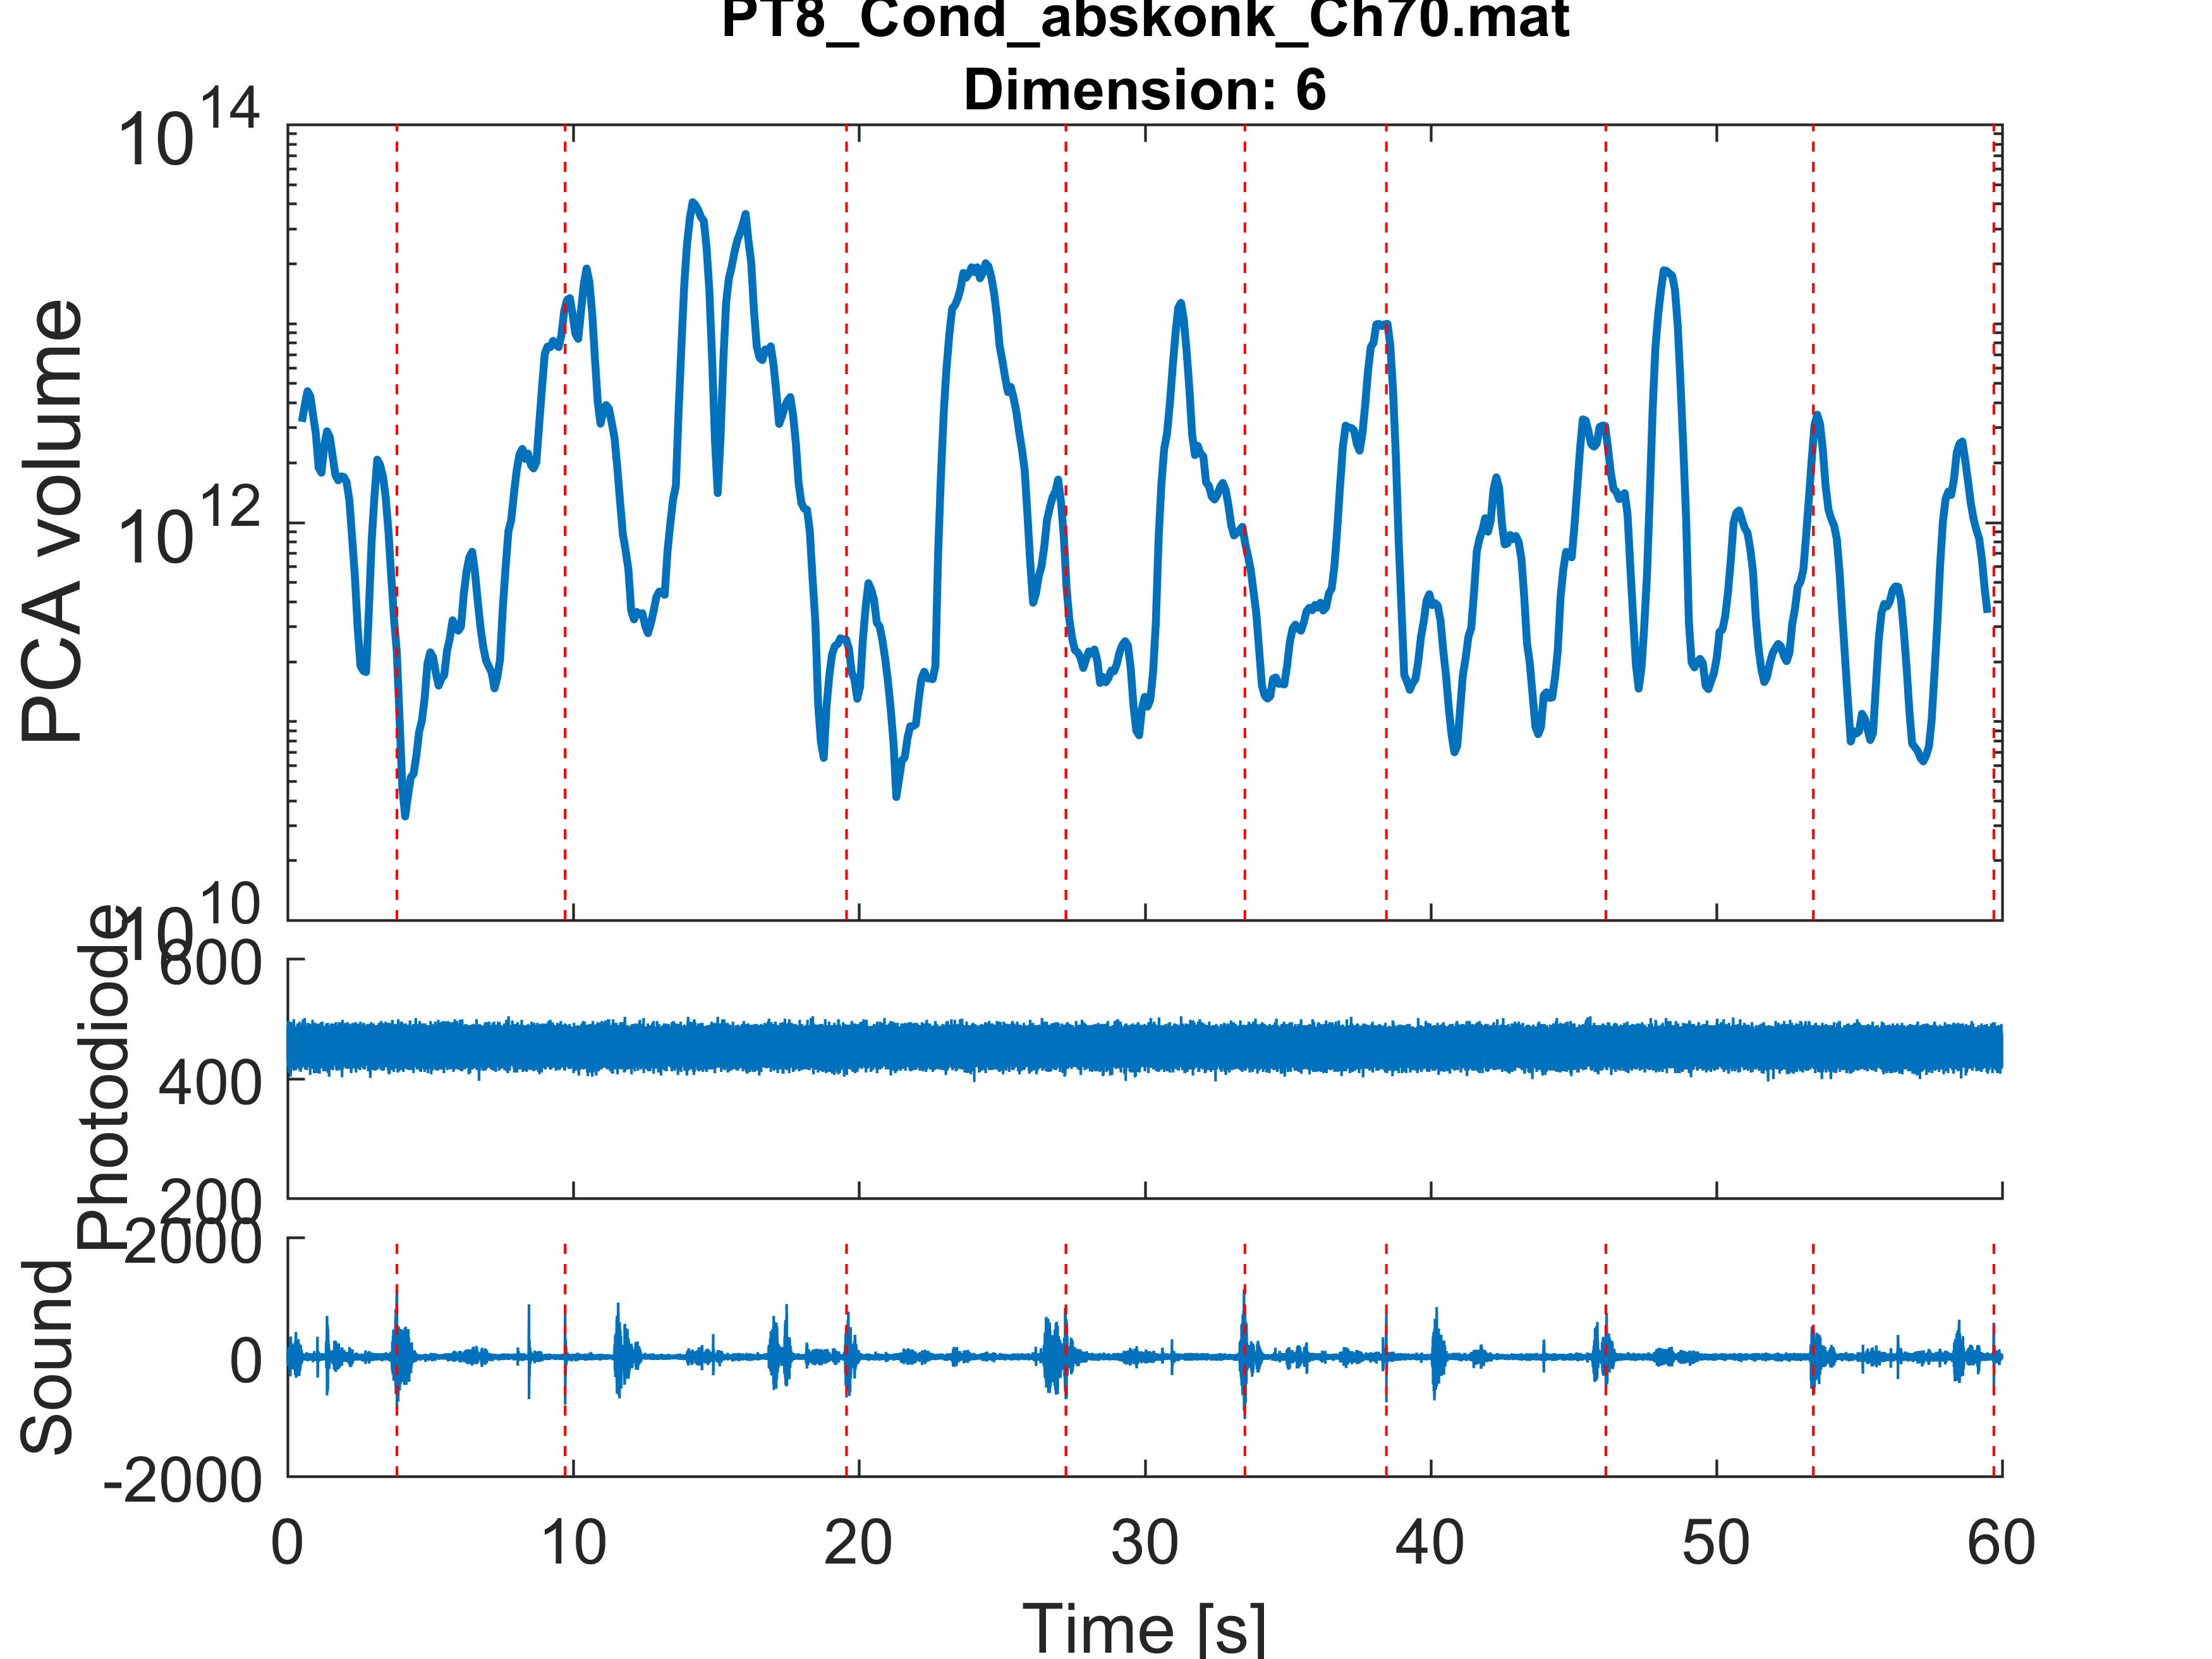 PT8_Cond_abskonk_Ch70.mat
Dimension: 6
PCA volume
10^14
10^12
10^10
Photodiode
600
400
200
Sound
2000
0
-2000
0 10 20 30 40 50 60
Time [s]